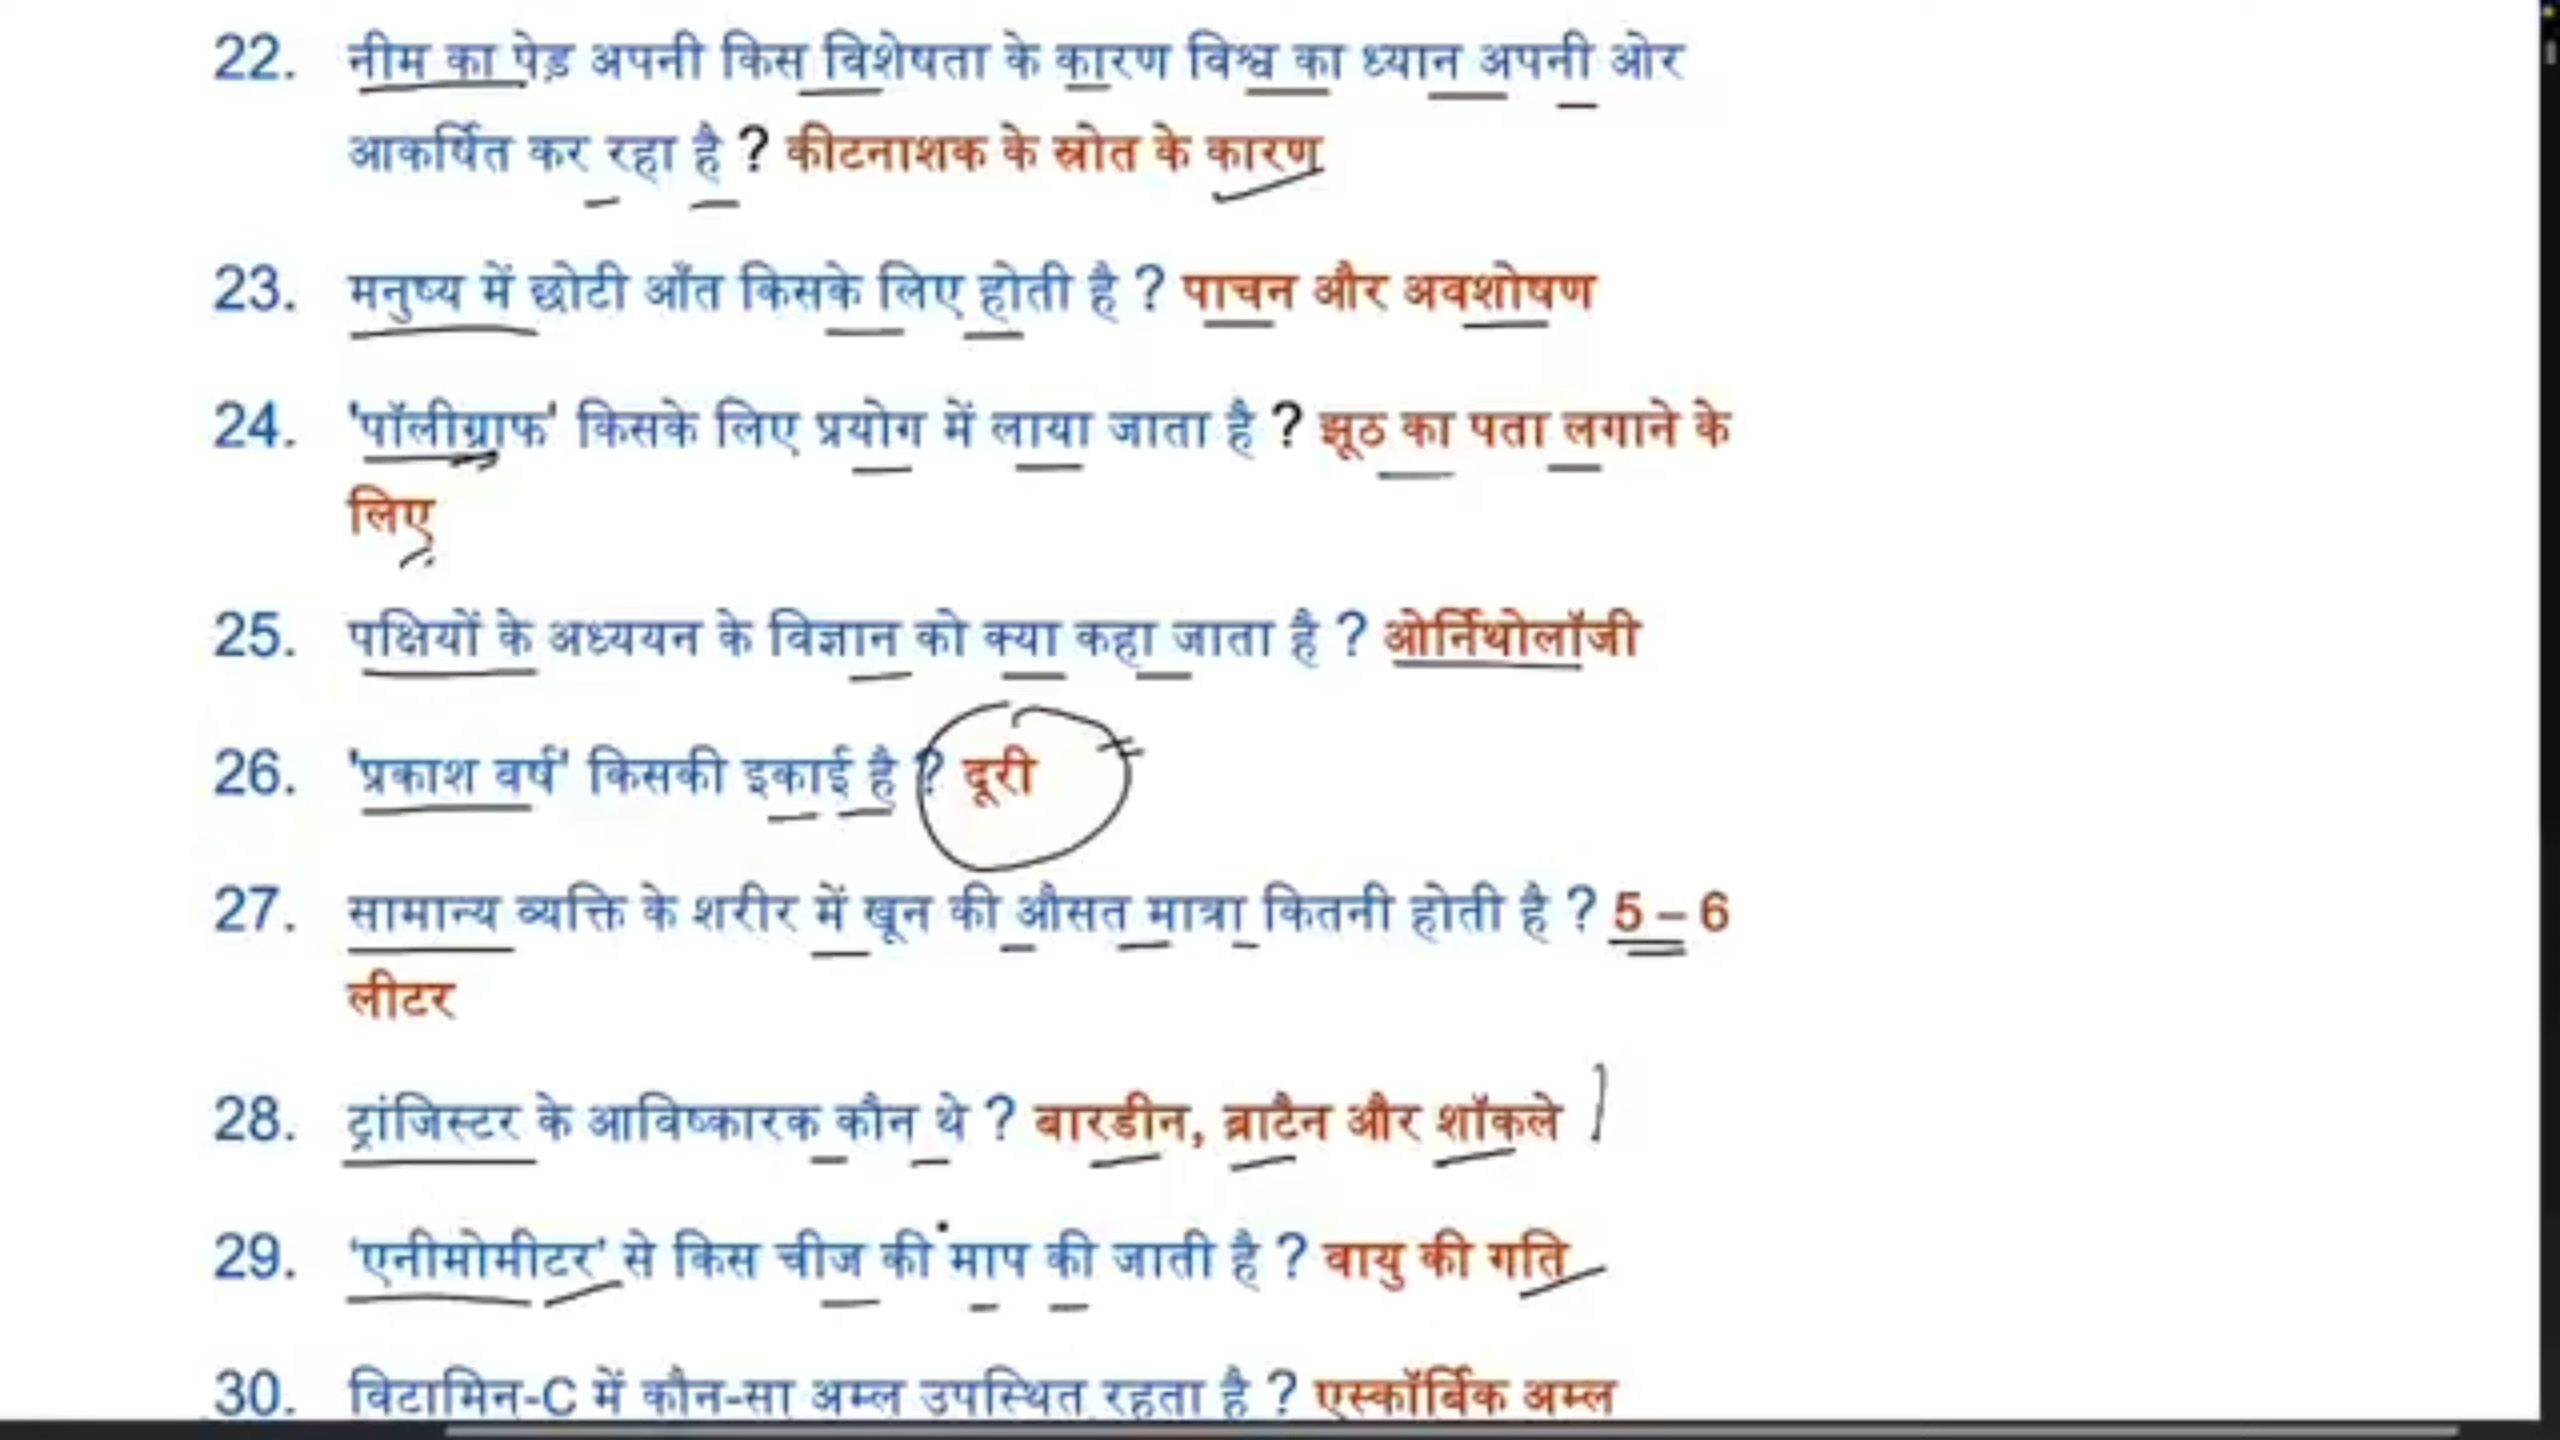 22. नीम का पेड़ अपनी किस विशेषता के कारण विश्व का ध्यान अपनी ओर
आकर्षित कर रहा है ? कीटनाशक के स्रोत के कारण
23. मनुष्य में छोटी आँत किसके लिए होती है ? पाचन और अवशोषण
24. 'पॉलीग्राफ' किसके लिए प्रयोग में लाया जाता है ? झूठ का पता लगाने के
लिए
25. पक्षियों के अध्ययन के विज्ञान को क्या कहा जाता है ? ओर्निथोलॉजी
26. 'प्रकाश वर्ष' किसकी इकाई है ? दूरी
27. सामान्य व्यक्ति के शरीर में खून की औसत मात्रा कितनी होती है ? 5 – 6
लीटर
28. ट्रांजिस्टर के आविष्कारक कौन थे ? बारडीन, ब्राटैन और शॉकले
29. 'एनीमोमीटर' से किस चीज की माप की जाती है ? वायु की गति
30. विटामिन-C में कौन-सा अम्ल उपस्थित रहता है ? एस्कॉर्बिक अम्ल